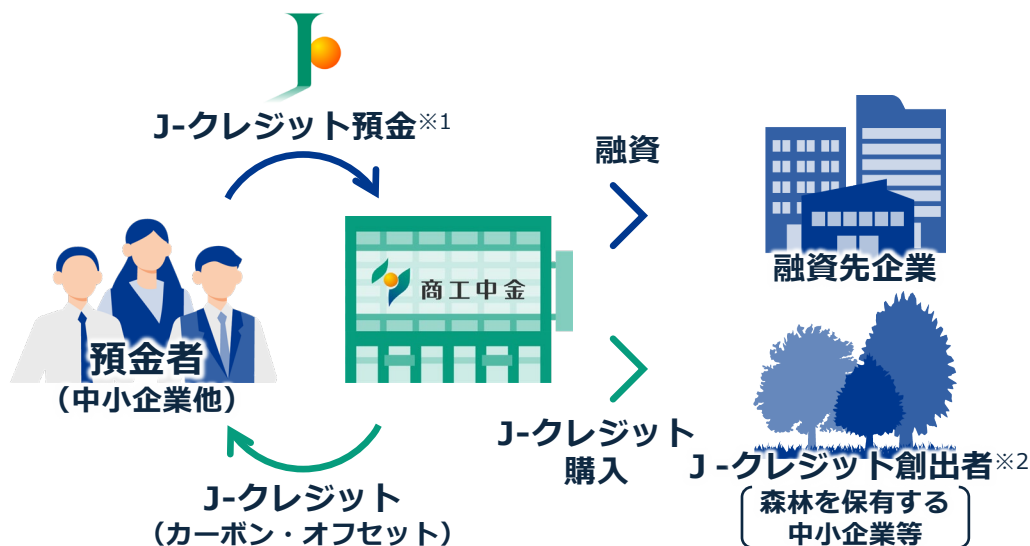 J-クレジット預金※1
融資
融資先企業
商工中金
預金者
（中小企業他）
J-クレジット
購入
J-クレジット創出者※2
森林を保有する
中小企業等
J-クレジット
（カーボン・オフセット）